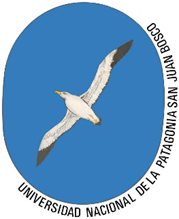 UNIVERSIDAD NACIONAL DE LA PATAGONIA SAN JUAN BOSCO